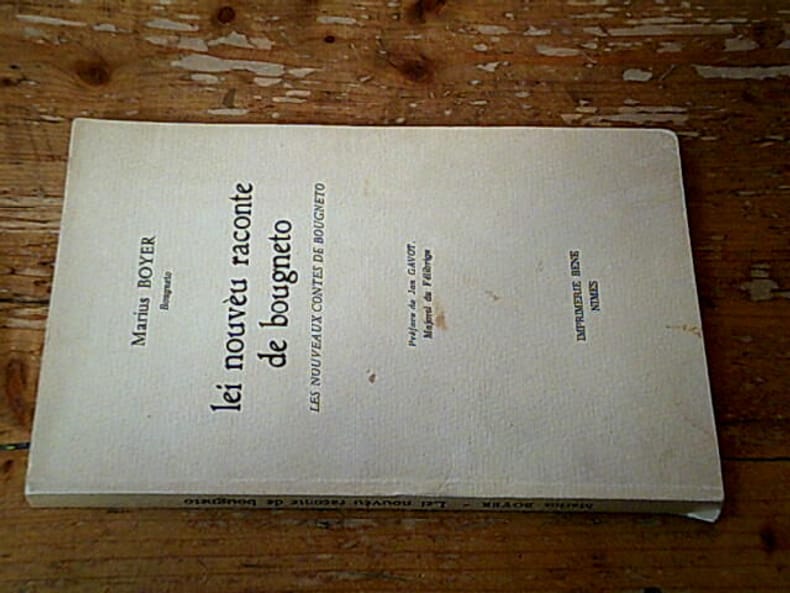 Marius BOYER
Bougneto
lei nouvèu raconte
de bougneto
LES NOUVEAUX CONTES DE BOUGNETO
Préface de Jan GAVOT,
Majoral du Félibrige
IMPRIMERIE BENE
NIMES
Marius BOYER - Lei nouvèu raconte de bougneto